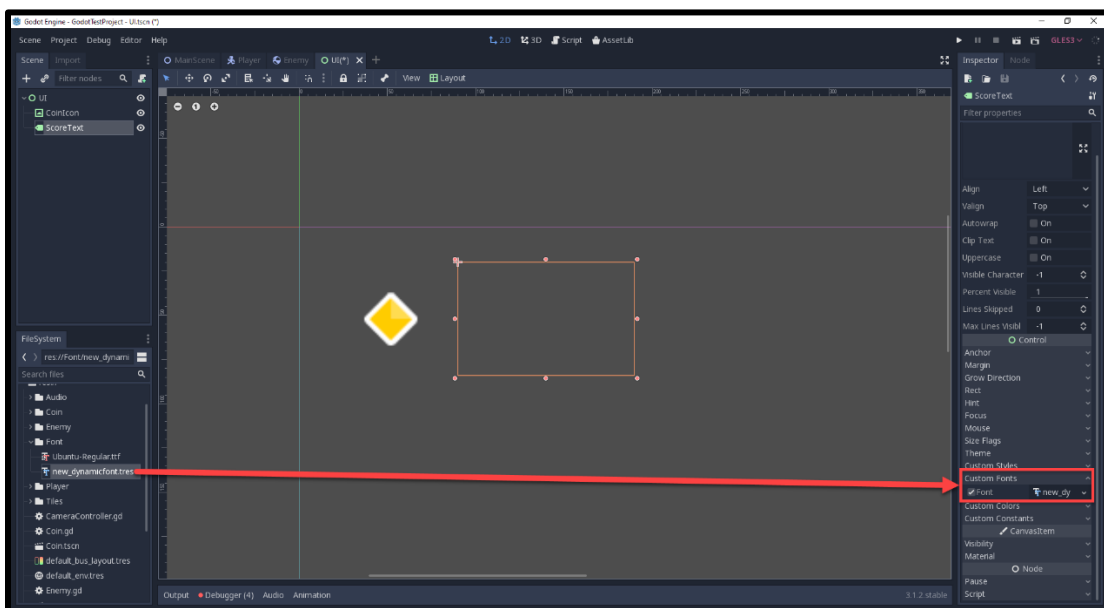 Godot Engine - GodotTestProject - UI.tscn (*)
Scene Project Debug Editor Help
2D 3D Script AssetLib
GLES3
Scene Import
MainScene Player Enemy UI(*)
Inspector Node
Filter nodes
View Layout
UI
CoinIcon
ScoreText
ScoreText
Filter properties
Align Left
Valign Top
Autowrap On
Clip Text On
Uppercase On
Visible Character -1
Percent Visible 1
Lines Skipped 0
Max Lines Visibl -1
Control
Anchor
Margin
Grow Direction
Rect
Hint
Focus
Mouse
Size Flags
Theme
Custom Styles
Custom Fonts
Font new_dy
Custom Colors
Custom Constants
CanvasItem
Visibility
Material
Node
Pause
Script
FileSystem
res://Font/new_dynami
Search files
Audio
Coin
Enemy
Font
Ubuntu-Regular.ttf
new_dynamicfont.tres
Player
Tiles
CameraController.gd
Coin.gd
Coin.tscn
default_bus_layout.tres
default_env.tres
Enemy.gd
Output Debugger (4) Audio Animation
3.1.2.stable